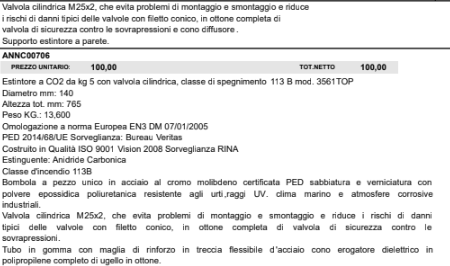 Valvola cilindrica M25x2, che evita problemi di montaggio e smontaggio e riduce
i rischi di danni tipici delle valvole con filetto conico, in ottone completa di
valvola di sicurezza contro le sovrapressioni e cono diffusore .
Supporto estintore a parete.
ANNC00706
PREZZO UNITARIO: 100,00 TOT.NETTO 100,00
Estintore a CO2 da kg 5 con valvola cilindrica, classe di spegnimento 113 B mod. 3561TOP
Diametro mm: 140
Altezza tot. mm: 765
Peso KG.: 13,600
Omologazione a norma Europea EN3 DM 07/01/2005
PED 2014/68/UE Sorveglianza: Bureau Veritas
Costruito in Qualità ISO 9001 Vision 2008 Sorveglianza RINA
Estinguente: Anidride Carbonica
Classe d'incendio 113B
Bombola a pezzo unico in acciaio al cromo molibdeno certificata PED sabbiatura e verniciatura con
polvere epossidica poliuretanica resistente agli urti,raggi UV. clima marino e atmosfere corrosive
industriali.
Valvola cilindrica M25x2, che evita problemi di montaggio e smontaggio e riduce i rischi di danni
tipici delle valvole con filetto conico, in ottone completa di valvola di sicurezza contro le
sovrapressioni.
Tubo in gomma con maglia di rinforzo in treccia flessibile d'acciaio cono erogatore dielettrico in
polipropilene completo di ugello in ottone.